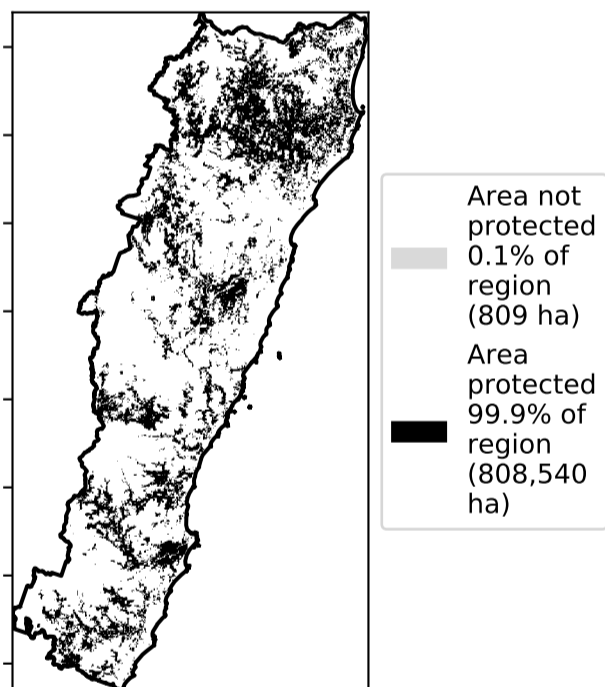 Area not
protected
0.1% of
region
(809 ha)
Area
protected
99.9% of
region
(808,540
ha)